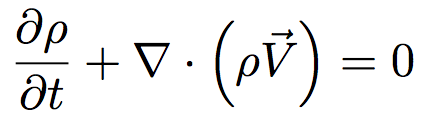 ∂ρ/∂t + ∇ · (ρV⃗) = 0